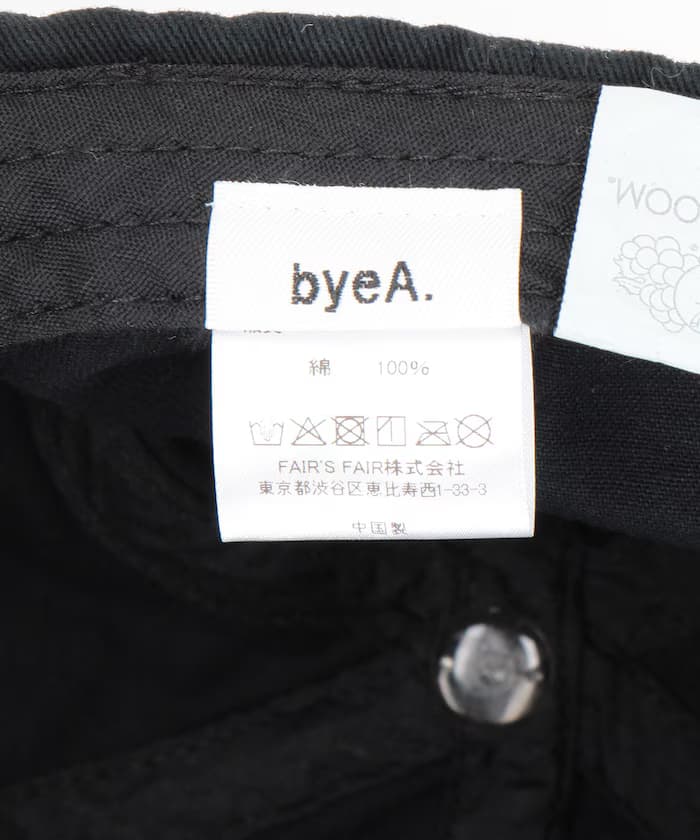 byeA.
綿 100%
FAIR'S FAIR株式会社
東京都渋谷区恵比寿西1-33-3
中国製